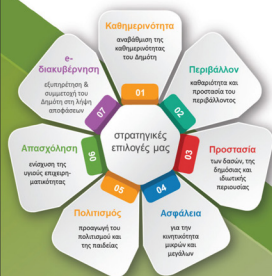 Καθημερινότητα
αναβάθμιση της
καθημερινότητας
του Δημότη
01
Περιβάλλον
καθαριότητα και
προστασία του
περιβάλλοντος
02
Προστασία
των δασών, της
δημόσιας και
ιδιωτικής
περιουσίας
03
Ασφάλεια
για την
κινητικότητα
μικρών και
μεγάλων
04
Πολιτισμός
προαγωγή του
πολιτισμού και
της παιδείας
05
Απασχόληση
ενίσχυση της
υγιούς επιχειρη-
ματικότητας
06
e-
διακυβέρνηση
εξυπηρέτηση &
συμμετοχή του
Δημότη στη λήψη
αποφάσεων
07
στρατηγικές
επιλογές μας